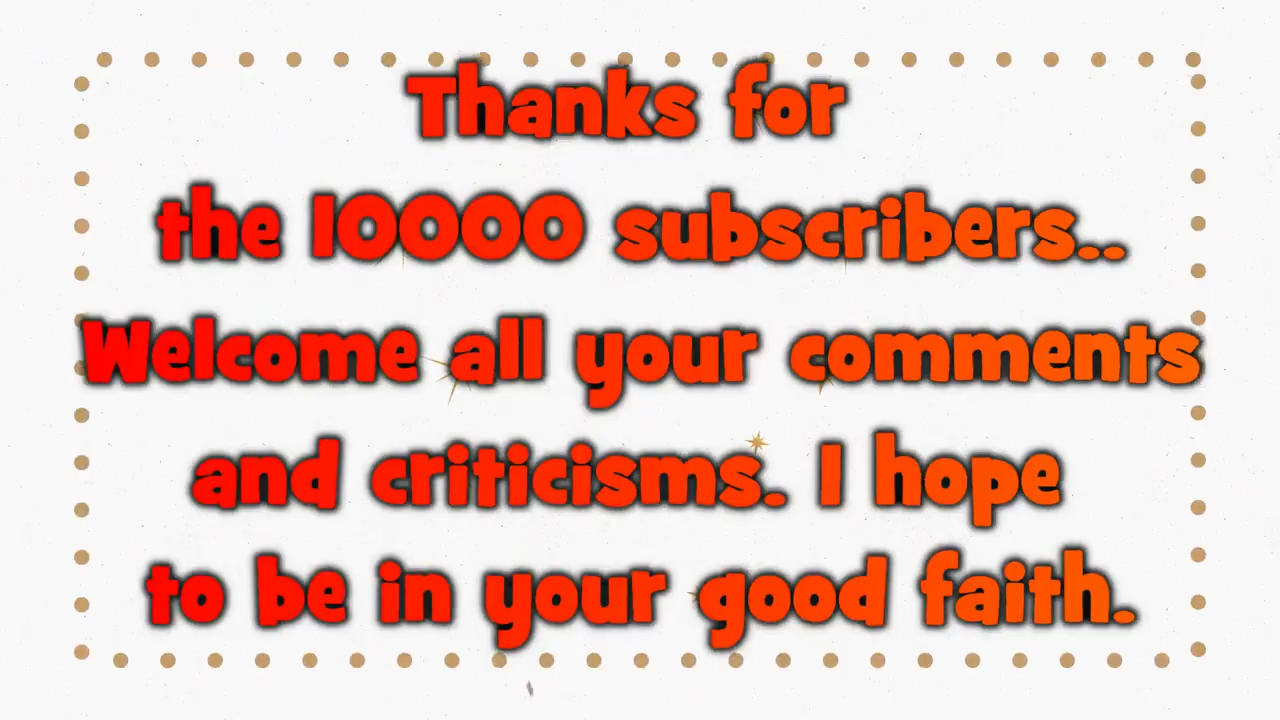 Thanks for
the 10000 subscribers..
Welcome all your comments
and criticisms. I hope
to be in your good faith.